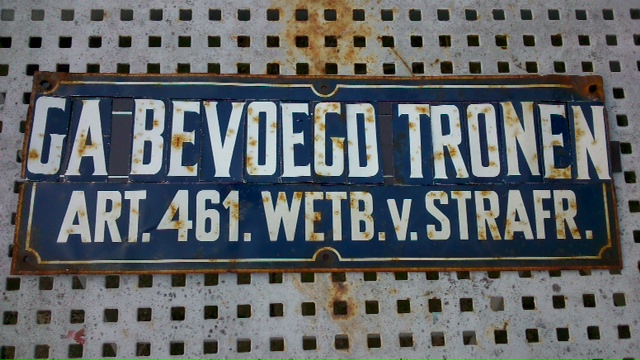 GA BEVOEGD TRONEN
ART. 461. WETB. v. STRAFR.